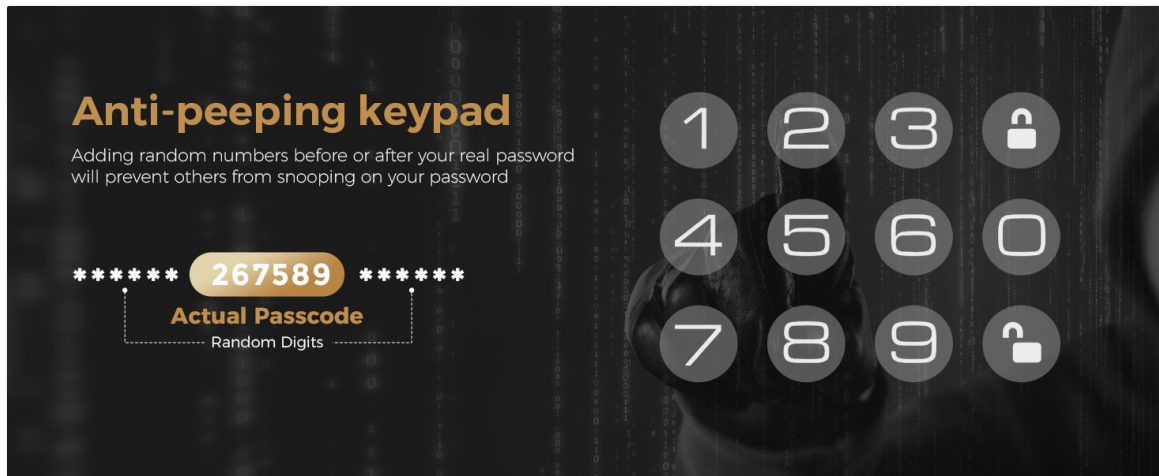 Anti-peeping keypad
Adding random numbers before or after your real password
will prevent others from snooping on your password
****** 267589 ******
Actual Passcode
Random Digits
1 2 3
4 5 6 0
7 8 9